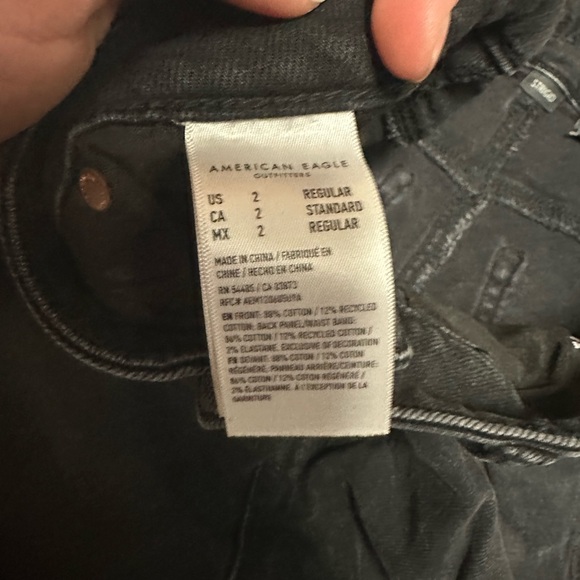 AMERICAN EAGLE
OUTFITTERS
US 2 REGULAR
CA 2 STANDARD
MX 2 REGULAR
MADE IN CHINA / FABRIQUÉ EN
CHINE / HECHO EN CHINA
RN 54485 / CA 03873
EN FRONT: 88% COTTON / 12% RECYCLED
COTTON; BACK PANEL/WAIST BAND:
86% COTTON / 12% RECYCLED COTTON /
2% ELASTANE. EXCLUSIVE OF DECORATION
FR DEVANT: 88% COTON / 12% COTON
RÉGÉNÉRÉ; PANNEAU ARRIÈRE/CEINTURE:
86% COTON / 12% COTON RÉGÉNÉRÉ /
2% ÉLASTHANNE. À L'EXCEPTION DE LA
GARNITURE
STRIGID